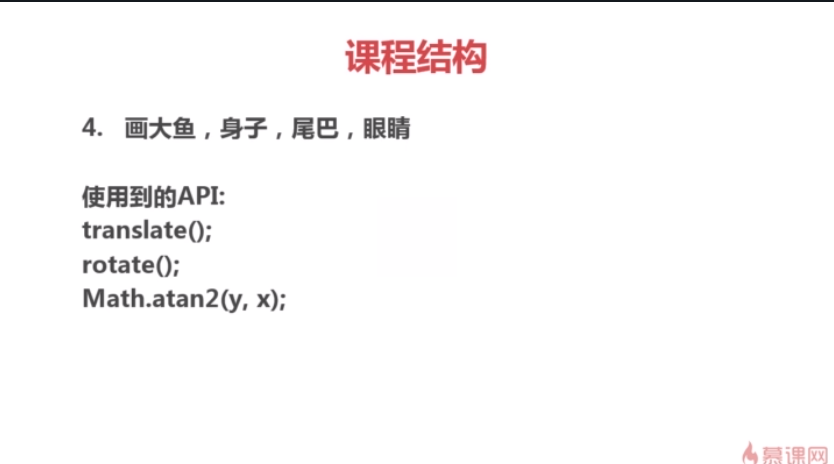 课程结构
4. 画大鱼，身子，尾巴，眼睛
使用到的API:
translate();
rotate();
Math.atan2(y, x);
慕课网